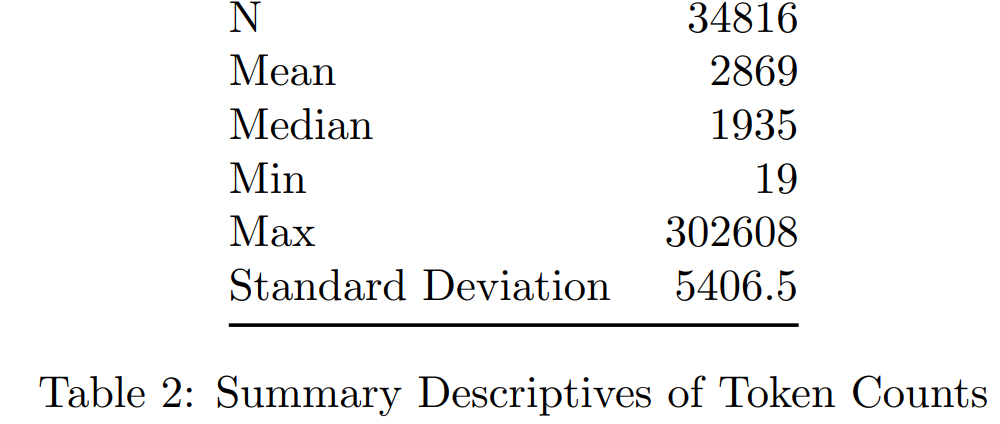 N 34816
Mean 2869
Median 1935
Min 19
Max 302608
Standard Deviation 5406.5
Table 2: Summary Descriptives of Token Counts